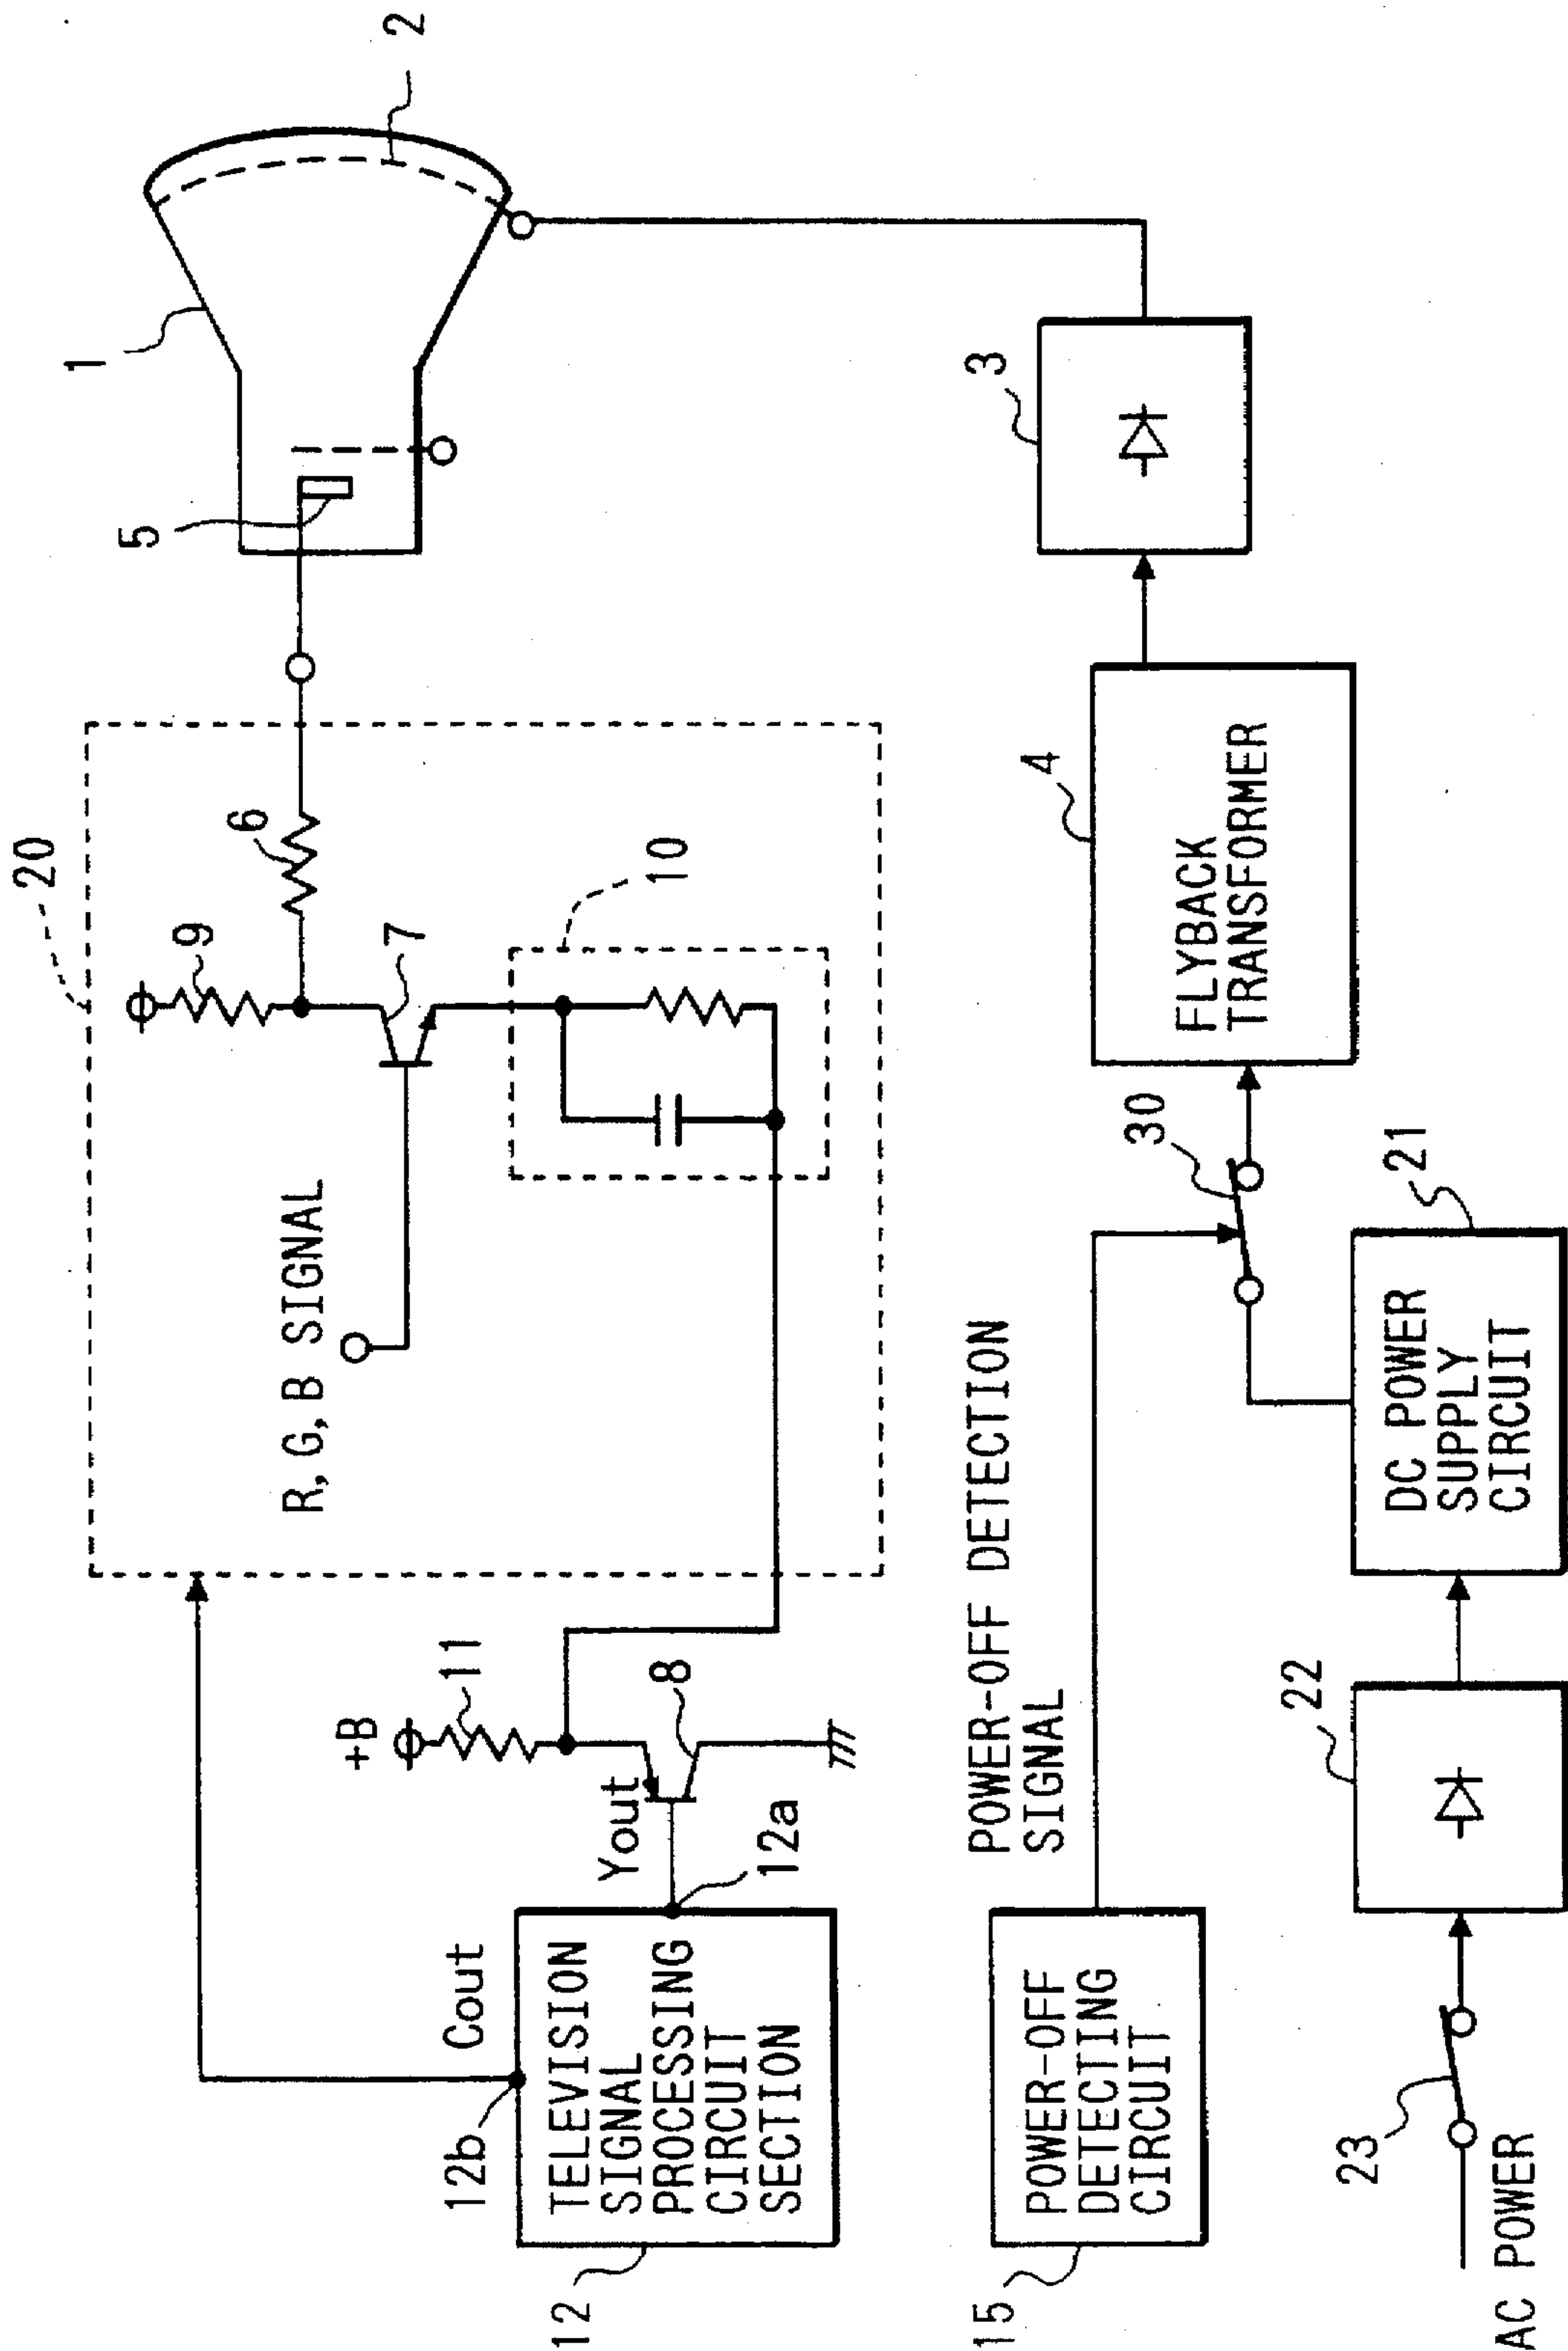 20
1
2
9
6
5
7
10
R, G, B SIGNAL
+B
11
Cout
12b
Yout
8
12a
TELEVISION
SIGNAL
PROCESSING
CIRCUIT
SECTION
12
3
4
FLYBACK
TRANSFORMER
30
POWER-OFF DETECTION
SIGNAL
POWER-OFF
DETECTING
CIRCUIT
15
21
DC POWER
SUPPLY
CIRCUIT
22
23
AC POWER